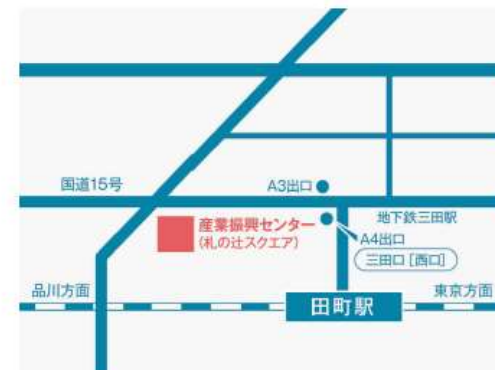 国道15号
A3出口
産業振興センター
(札の辻スクエア)
地下鉄三田駅
A4出口
三田口［西口］
品川方面
東京方面
田町駅